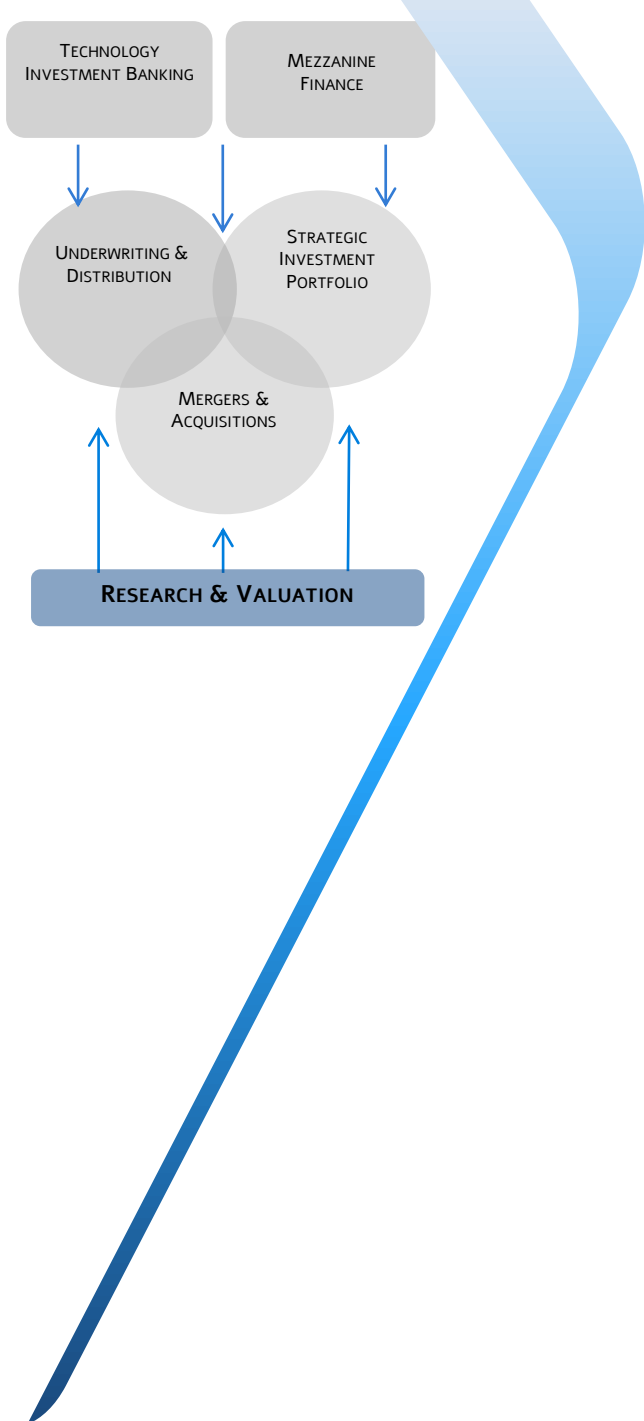 Technology
Investment Banking
Mezzanine
Finance
Underwriting &
Distribution
Strategic
Investment
Portfolio
Mergers &
Acquisitions
Research & Valuation